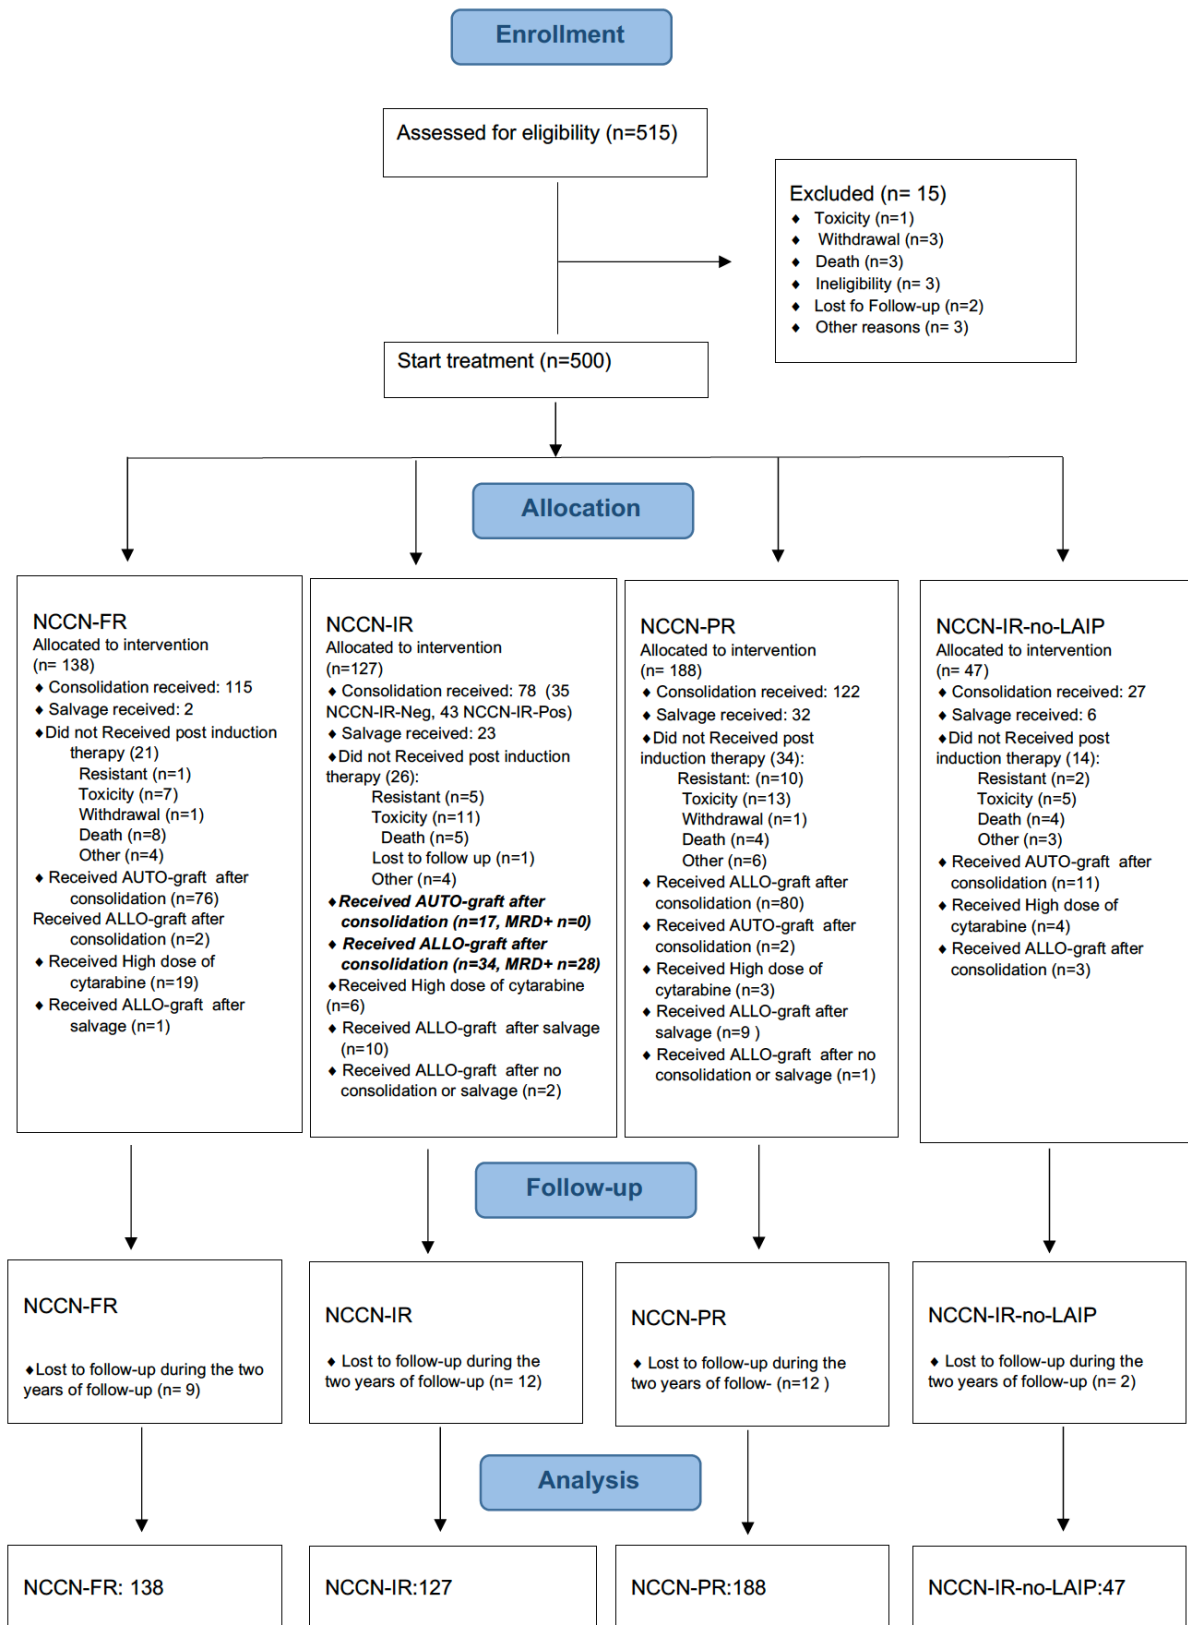 Enrollment
Assessed for eligibility (n=515)
Excluded (n= 15)
♦ Toxicity (n=1)
♦ Withdrawal (n=3)
♦ Death (n=3)
♦ Ineligibility (n= 3)
♦ Lost fo Follow-up (n=2)
♦ Other reasons (n= 3)
Start treatment (n=500)
Allocation
NCCN-FR
Allocated to intervention
(n= 138)
♦ Consolidation received: 115
♦ Salvage received: 2
♦Did not Received post induction
therapy (21)
Resistant (n=1)
Toxicity (n=7)
Withdrawal (n=1)
Death (n=8)
Other (n=4)
♦ Received AUTO-graft after
consolidation (n=76)
Received ALLO-graft after
consolidation (n=2)
♦ Received High dose of
cytarabine (n=19)
♦ Received ALLO-graft after
salvage (n=1)
NCCN-IR
Allocated to intervention
(n=127)
♦ Consolidation received: 78 (35
NCCN-IR-Neg, 43 NCCN-IR-Pos)
♦ Salvage received: 23
♦Did not Received post induction
therapy (26):
Resistant (n=5)
Toxicity (n=11)
Death (n=5)
Lost to follow up (n=1)
Other (n=4)
♦Received AUTO-graft after
consolidation (n=17, MRD+ n=0)
♦ Received ALLO-graft after
consolidation (n=34, MRD+ n=28)
♦Received High dose of cytarabine
(n=6)
♦ Received ALLO-graft after salvage
(n=10)
♦ Received ALLO-graft after no
consolidation or salvage (n=2)
NCCN-PR
Allocated to intervention
(n= 188)
♦ Consolidation received: 122
♦ Salvage received: 32
♦Did not Received post
induction therapy (34):
Resistant: (n=10)
Toxicity (n=13)
Withdrawal (n=1)
Death (n=4)
Other (n=6)
♦ Received ALLO-graft after
consolidation (n=80)
♦ Received AUTO-graft after
consolidation (n=2)
♦ Received High dose of
cytarabine (n=3)
♦ Received ALLO-graft after
salvage (n=9 )
♦ Received ALLO-graft after no
consolidation or salvage (n=1)
NCCN-IR-no-LAIP
Allocated to intervention
(n= 47)
♦ Consolidation received: 27
♦ Salvage received: 6
♦Did not Received post
induction therapy (14):
Resistant (n=2)
Toxicity (n=5)
Death (n=4)
Other (n=3)
♦ Received AUTO-graft after
consolidation (n=11)
♦ Received High dose of
cytarabine (n=4)
♦ Received ALLO-graft after
consolidation (n=3)
Follow-up
NCCN-FR
♦Lost to follow-up during the two
years of follow-up (n= 9)
NCCN-IR
♦ Lost to follow-up during the
two years of follow-up (n= 12)
NCCN-PR
♦ Lost to follow-up during the
two years of follow- (n=12 )
NCCN-IR-no-LAIP
♦ Lost to follow-up during the
two years of follow-up (n= 2)
Analysis
NCCN-FR: 138
NCCN-IR:127
NCCN-PR:188
NCCN-IR-no-LAIP:47